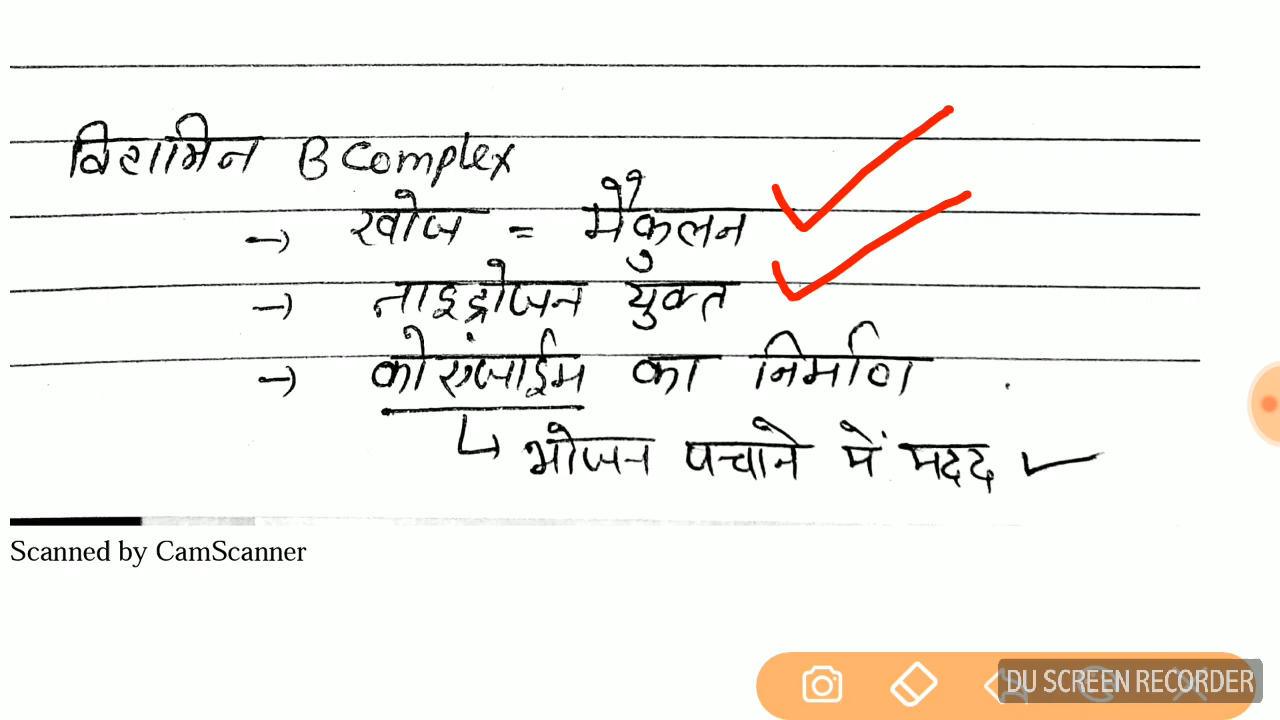 विटामिन B Complex
→ खोज = मैकुलन
→ नाइट्रोजन युक्त
→ कोएंजाईम का निर्माण
↳ भोजन पचाने में मदद ✓
Scanned by CamScanner
DU SCREEN RECORDER